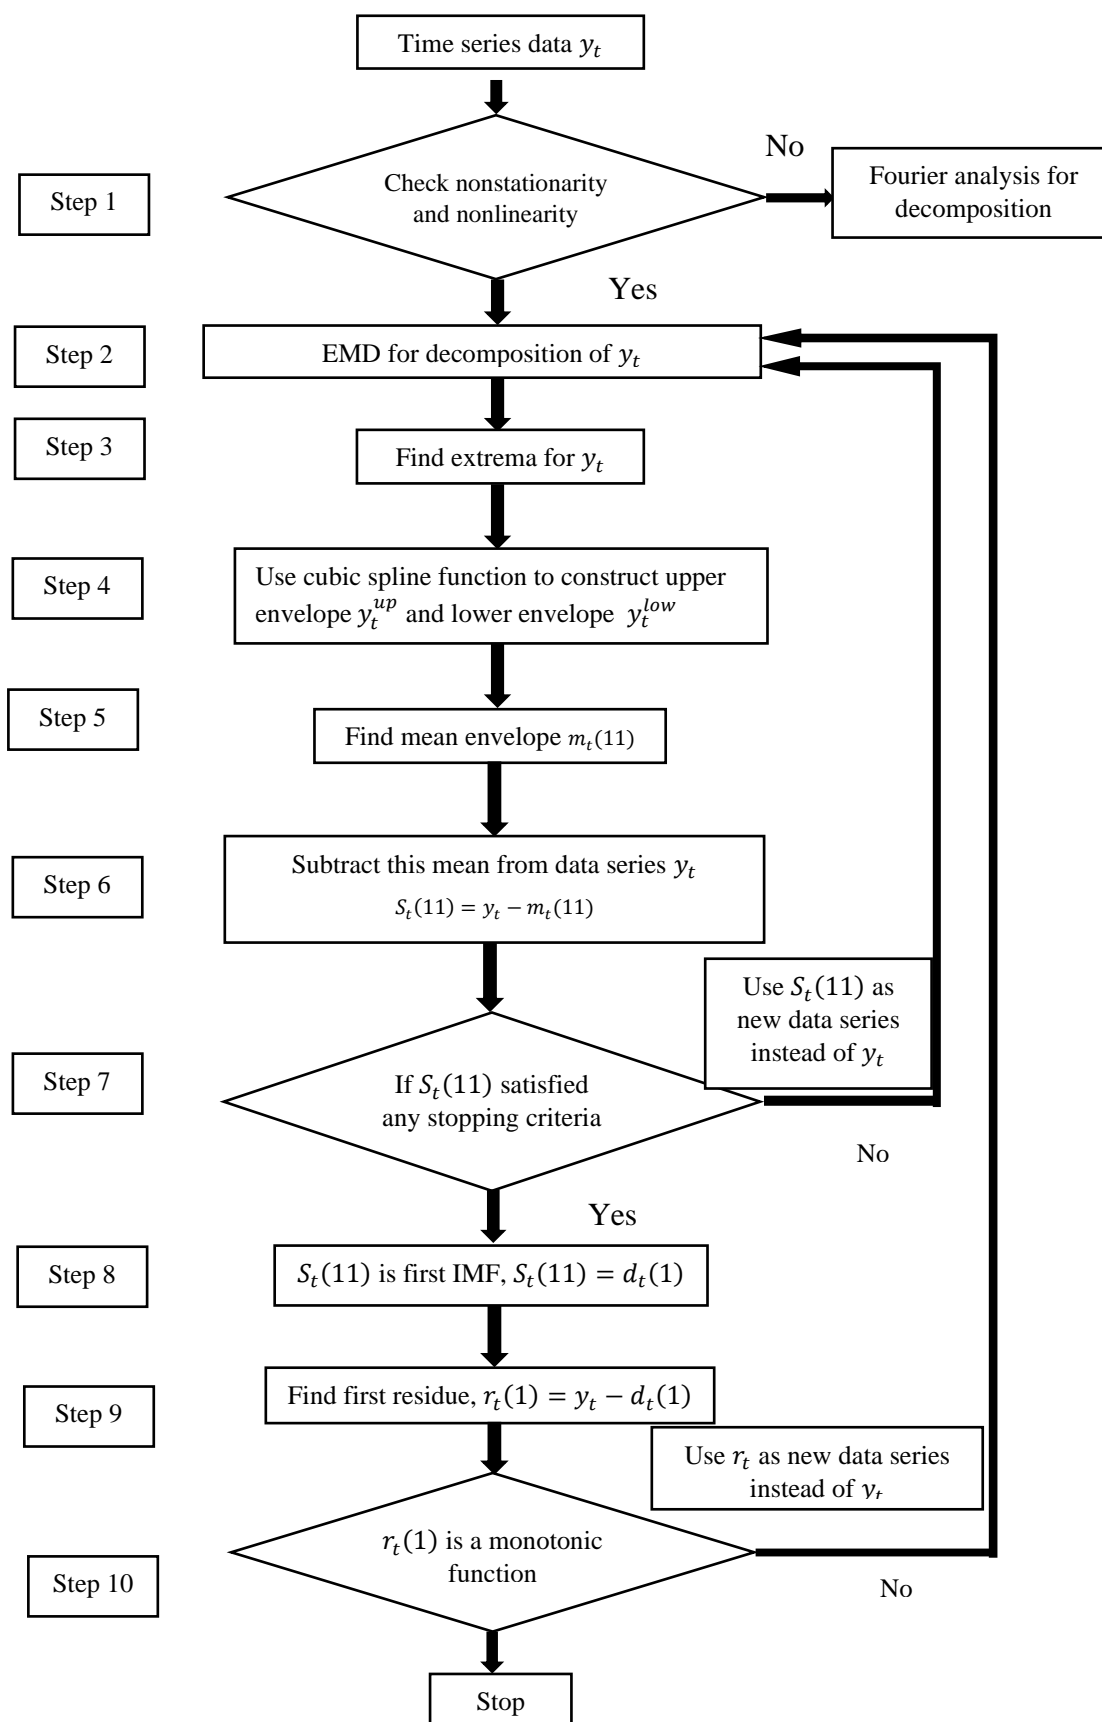 Time series data y_t
No
Step 1
Check nonstationarity
and nonlinearity
Fourier analysis for
decomposition
Yes
Step 2
EMD for decomposition of y_t
Step 3
Find extrema for y_t
Step 4
Use cubic spline function to construct upper
envelope y_t^{up} and lower envelope y_t^{low}
Step 5
Find mean envelope m_t(11)
Step 6
Subtract this mean from data series y_t
S_t(11) = y_t − m_t(11)
Use S_t(11) as
new data series
instead of y_t
Step 7
If S_t(11) satisfied
any stopping criteria
No
Yes
Step 8
S_t(11) is first IMF, S_t(11) = d_t(1)
Step 9
Find first residue, r_t(1) = y_t − d_t(1)
Use r_t as new data series
instead of y_t
Step 10
r_t(1) is a monotonic
function
No
Stop